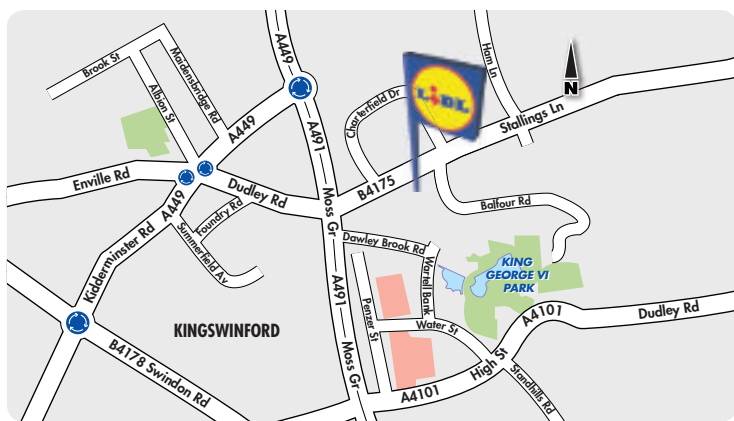 Brook St
Maidensbridge Rd
Albion St
A449
A449
A491
Charterfield Dr
LIDL
Ham Ln
N
Stallings Ln
B4175
Enville Rd
A449
Dudley Rd
Foundry Rd
Summerfield Av
Kidderminster Rd
Moss Gr
Dawley Brook Rd
Balfour Rd
KING
GEORGE VI
PARK
Wartell Bank
A491
Penzer St
Water St
A4101
Dudley Rd
KINGSWINFORD
B4178 Swindon Rd
Moss Gr
A4101
High St
Standhills Rd